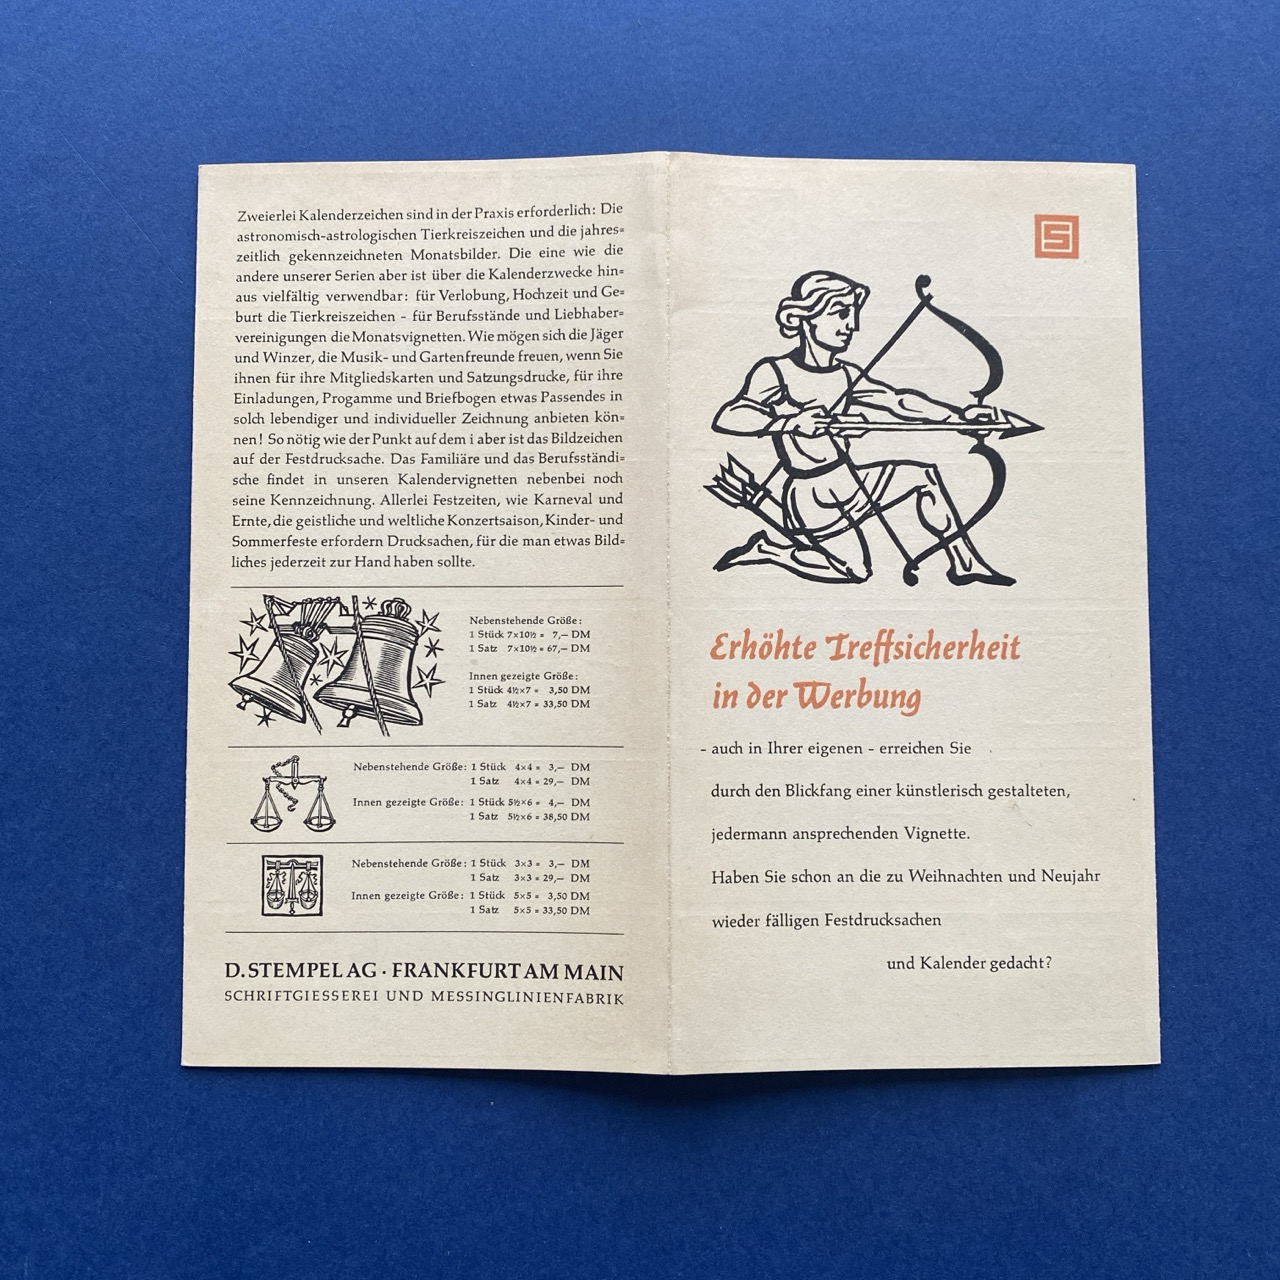 Zweierlei Kalenderzeichen sind in der Praxis erforderlich: Die
astronomisch-astrologischen Tierkreiszeichen und die jahres=
zeitlich gekennzeichneten Monatsbilder. Die eine wie die
andere unserer Serien aber ist über die Kalenderzwecke hin=
aus vielfältig verwendbar: für Verlobung, Hochzeit und Ge=
burt die Tierkreiszeichen - für Berufsstände und Liebhaber=
vereinigungen die Monatsvignetten. Wie mögen sich die Jäger
und Winzer, die Musik- und Gartenfreunde freuen, wenn Sie
ihnen für ihre Mitgliedskarten und Satzungsdrucke, für ihre
Einladungen, Progamme und Briefbogen etwas Passendes in
solch lebendiger und individueller Zeichnung anbieten kön=
nen! So nötig wie der Punkt auf dem i aber ist das Bildzeichen
auf der Festdrucksache. Das Familiäre und das Berufsständi=
sche findet in unseren Kalendervignetten nebenbei noch
seine Kennzeichnung. Allerlei Festzeiten, wie Karneval und
Ernte, die geistliche und weltliche Konzertsaison, Kinder- und
Sommerfeste erfordern Drucksachen, für die man etwas Bild=
liches jederzeit zur Hand haben sollte.
Nebenstehende Größe:
1 Stück 7×10½ = 7,— DM
1 Satz 7×10½ = 67,— DM
Innen gezeigte Größe:
1 Stück 4½×7 = 3,50 DM
1 Satz 4½×7 = 33,50 DM
Nebenstehende Größe: 1 Stück 4×4 = 3,— DM
1 Satz 4×4 = 29,— DM
Innen gezeigte Größe: 1 Stück 5½×6 = 4,— DM
1 Satz 5½×6 = 38,50 DM
Nebenstehende Größe: 1 Stück 3×3 = 3,— DM
1 Satz 3×3 = 29,— DM
Innen gezeigte Größe: 1 Stück 5×5 = 3,50 DM
1 Satz 5×5 = 33,50 DM
D. STEMPEL AG · FRANKFURT AM MAIN
SCHRIFTGIESSEREI UND MESSINGLINIENFABRIK
S
Erhöhte Treffsicherheit
in der Werbung
- auch in Ihrer eigenen - erreichen Sie
durch den Blickfang einer künstlerisch gestalteten,
jedermann ansprechenden Vignette.
Haben Sie schon an die zu Weihnachten und Neujahr
wieder fälligen Festdrucksachen
und Kalender gedacht?